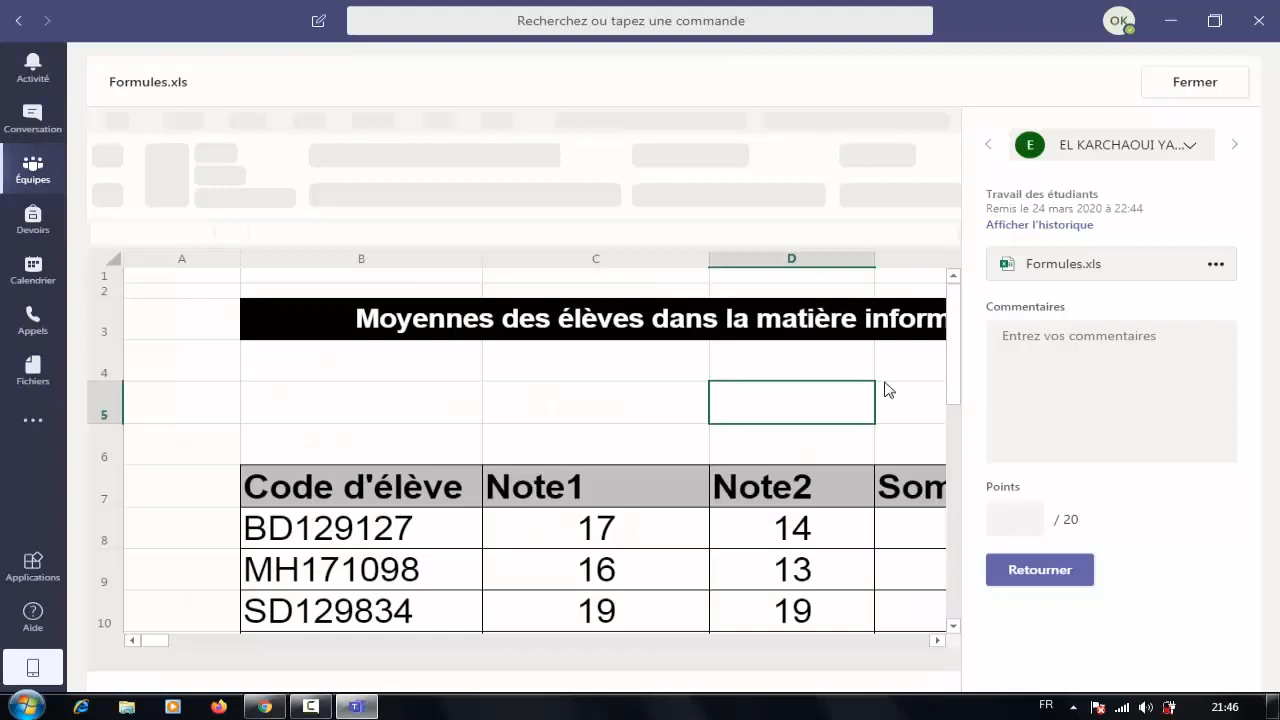 Recherchez ou tapez une commande
OK
Activité
Conversation
Équipes
Devoirs
Calendrier
Appels
Fichiers
Applications
Aide
Formules.xls
Fermer
A B C D
1
2
3 Moyennes des élèves dans la matière inform
4
5
6
7 Code d'élève Note1 Note2 Som
8 BD129127 17 14
9 MH171098 16 13
10 SD129834 19 19
E EL KARCHAOUI YA...
Travail des étudiants
Remis le 24 mars 2020 à 22:44
Afficher l'historique
Formules.xls
Commentaires
Entrez vos commentaires
Points
/ 20
Retourner
FR 21:46